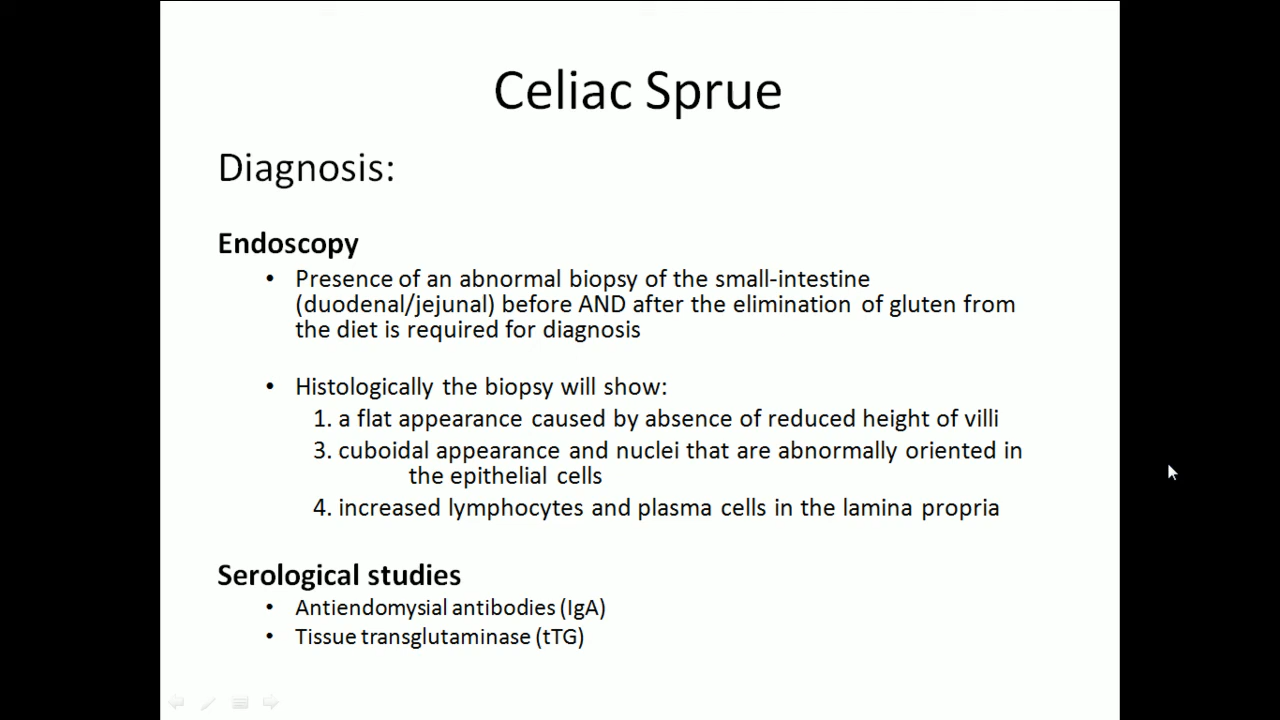 Celiac Sprue
Diagnosis:
Endoscopy
• Presence of an abnormal biopsy of the small-intestine
(duodenal/jejunal) before AND after the elimination of gluten from
the diet is required for diagnosis
• Histologically the biopsy will show:
1. a flat appearance caused by absence of reduced height of villi
3. cuboidal appearance and nuclei that are abnormally oriented in
the epithelial cells
4. increased lymphocytes and plasma cells in the lamina propria
Serological studies
• Antiendomysial antibodies (IgA)
• Tissue transglutaminase (tTG)